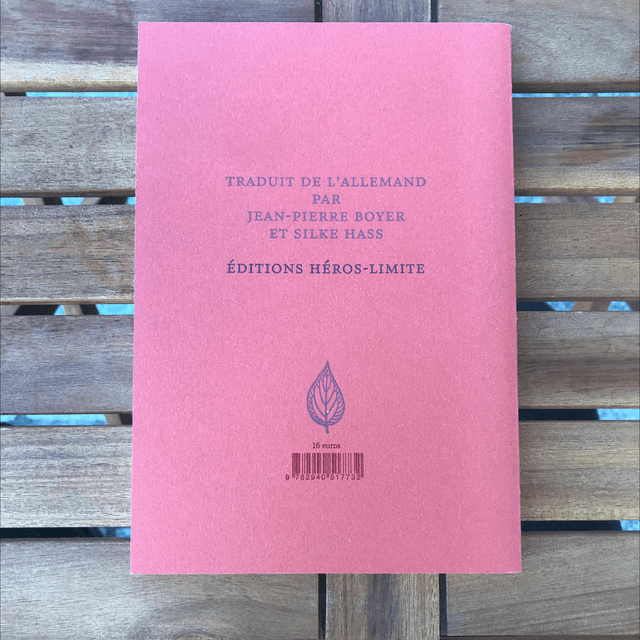 TRADUIT DE L'ALLEMAND
PAR
JEAN-PIERRE BOYER
ET SILKE HASS
ÉDITIONS HÉROS-LIMITE
16 euros
9 782940 517732